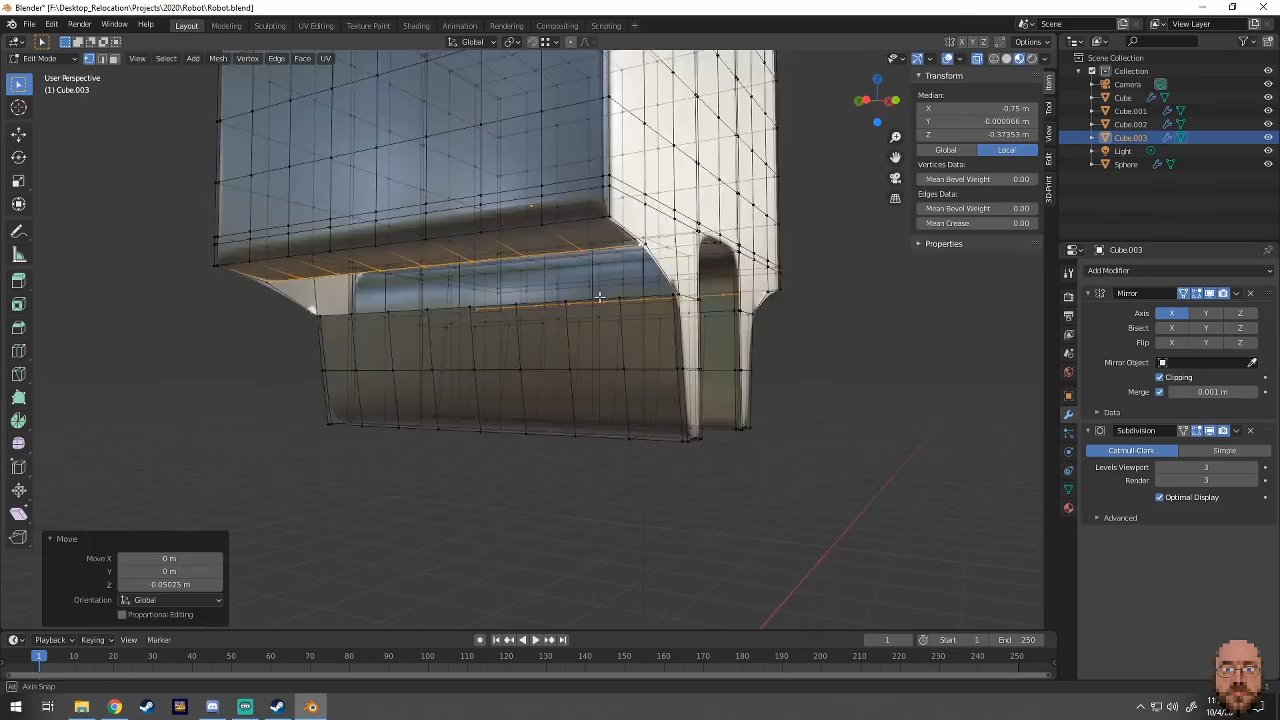 Blender* [F:\Desktop_Relocation\Projects\2020\Robot\Robot.blend]
File Edit Render Window Help Layout Modeling Sculpting UV Editing Texture Paint Shading Animation Rendering Compositing Scripting + Scene View Layer
Global Options
X Y Z
Edit Mode View Select Add Mesh Vertex Edge Face UV
User Perspective
(1) Cube.003
Transform
Median:
X -0.75 m
Y -0.000066 m
Z -0.37353 m
Global Local
Vertices Data:
Mean Bevel Weight 0.00
Edges Data:
Mean Bevel Weight 0.00
Mean Crease 0.00
Properties
Item
Tool
View
Edit
3D-Print
Scene Collection
Collection
Camera
Cube
Cube.001
Cube.002
Cube.003
Light
Sphere
Cube.003
Add Modifier
Mirror
Axis X Y Z
Bisect X Y Z
Flip X Y Z
Mirror Object
Clipping
Merge 0.001 m
Data
Subdivision
Catmull-Clark Simple
Levels Viewport 3
Render 3
Optimal Display
Advanced
Move
Move X 0 m
Y 0 m
Z -0.05025 m
Orientation Global
Proportional Editing
Playback Keying View Marker 1 Start 1 End 250
1 10 20 30 40 50 60 70 80 90 100 110 120 130 140 150 160 170 180 190 200 210 220 230 240 250
Alt Axis Snap